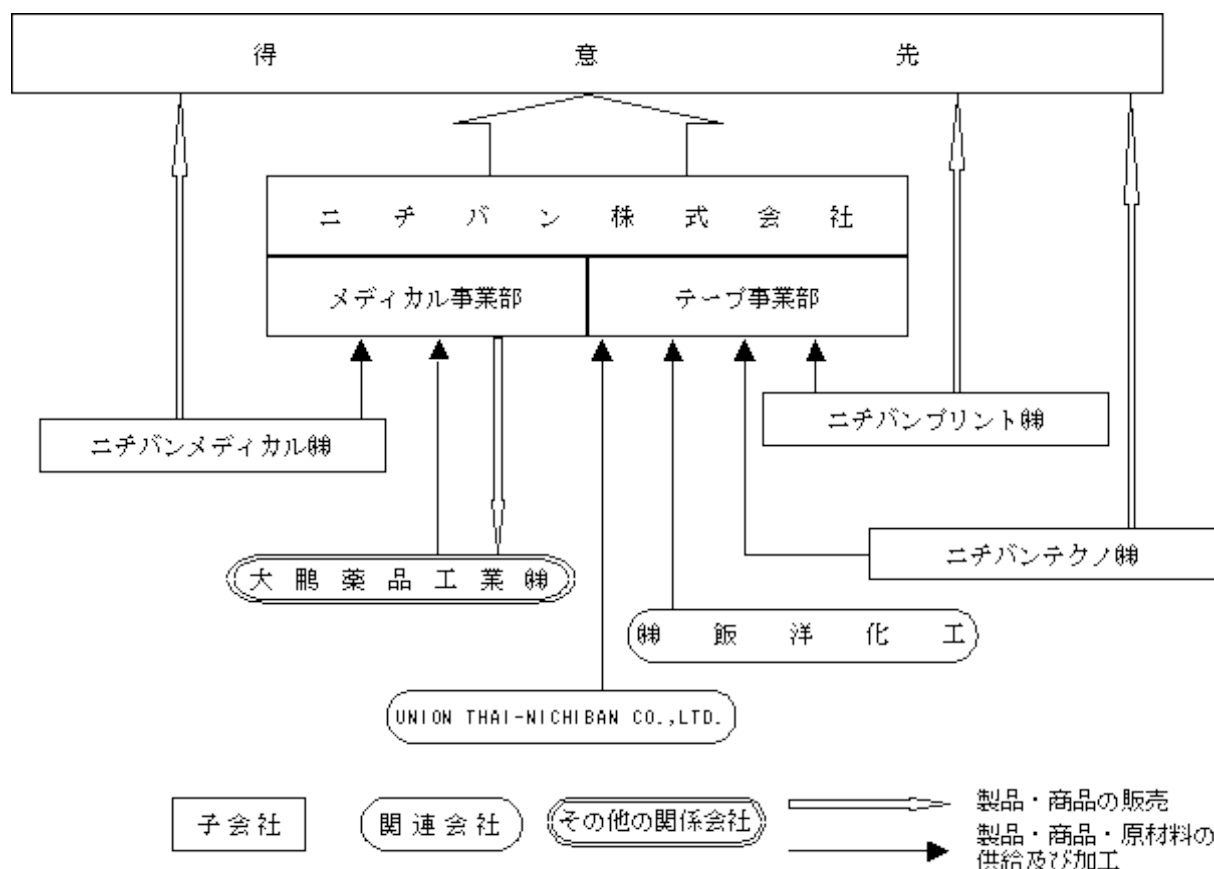 得意先
ニチバン株式会社
メディカル事業部
テープ事業部
ニチバンメディカル㈱
ニチバンプリント㈱
大鵬薬品工業㈱
ニチバンテクノ㈱
㈱飯洋化工
UNION THAI-NICHIBAN CO.,LTD.
子会社
関連会社
その他の関係会社
製品・商品の販売
製品・商品・原材料の
供給及び加工